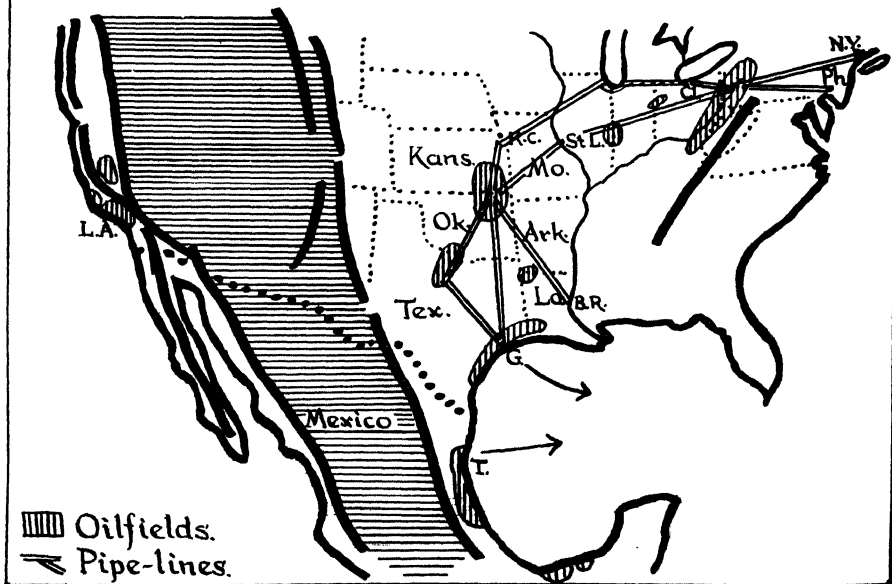 N.Y.
Ph.
Cl.
K.C.
St L.
Kans.
Mo.
Ok.
Ark.
L.A.
Tex.
La.
B.R.
G.
Mexico
T.
Oilfields.
Pipe-lines.